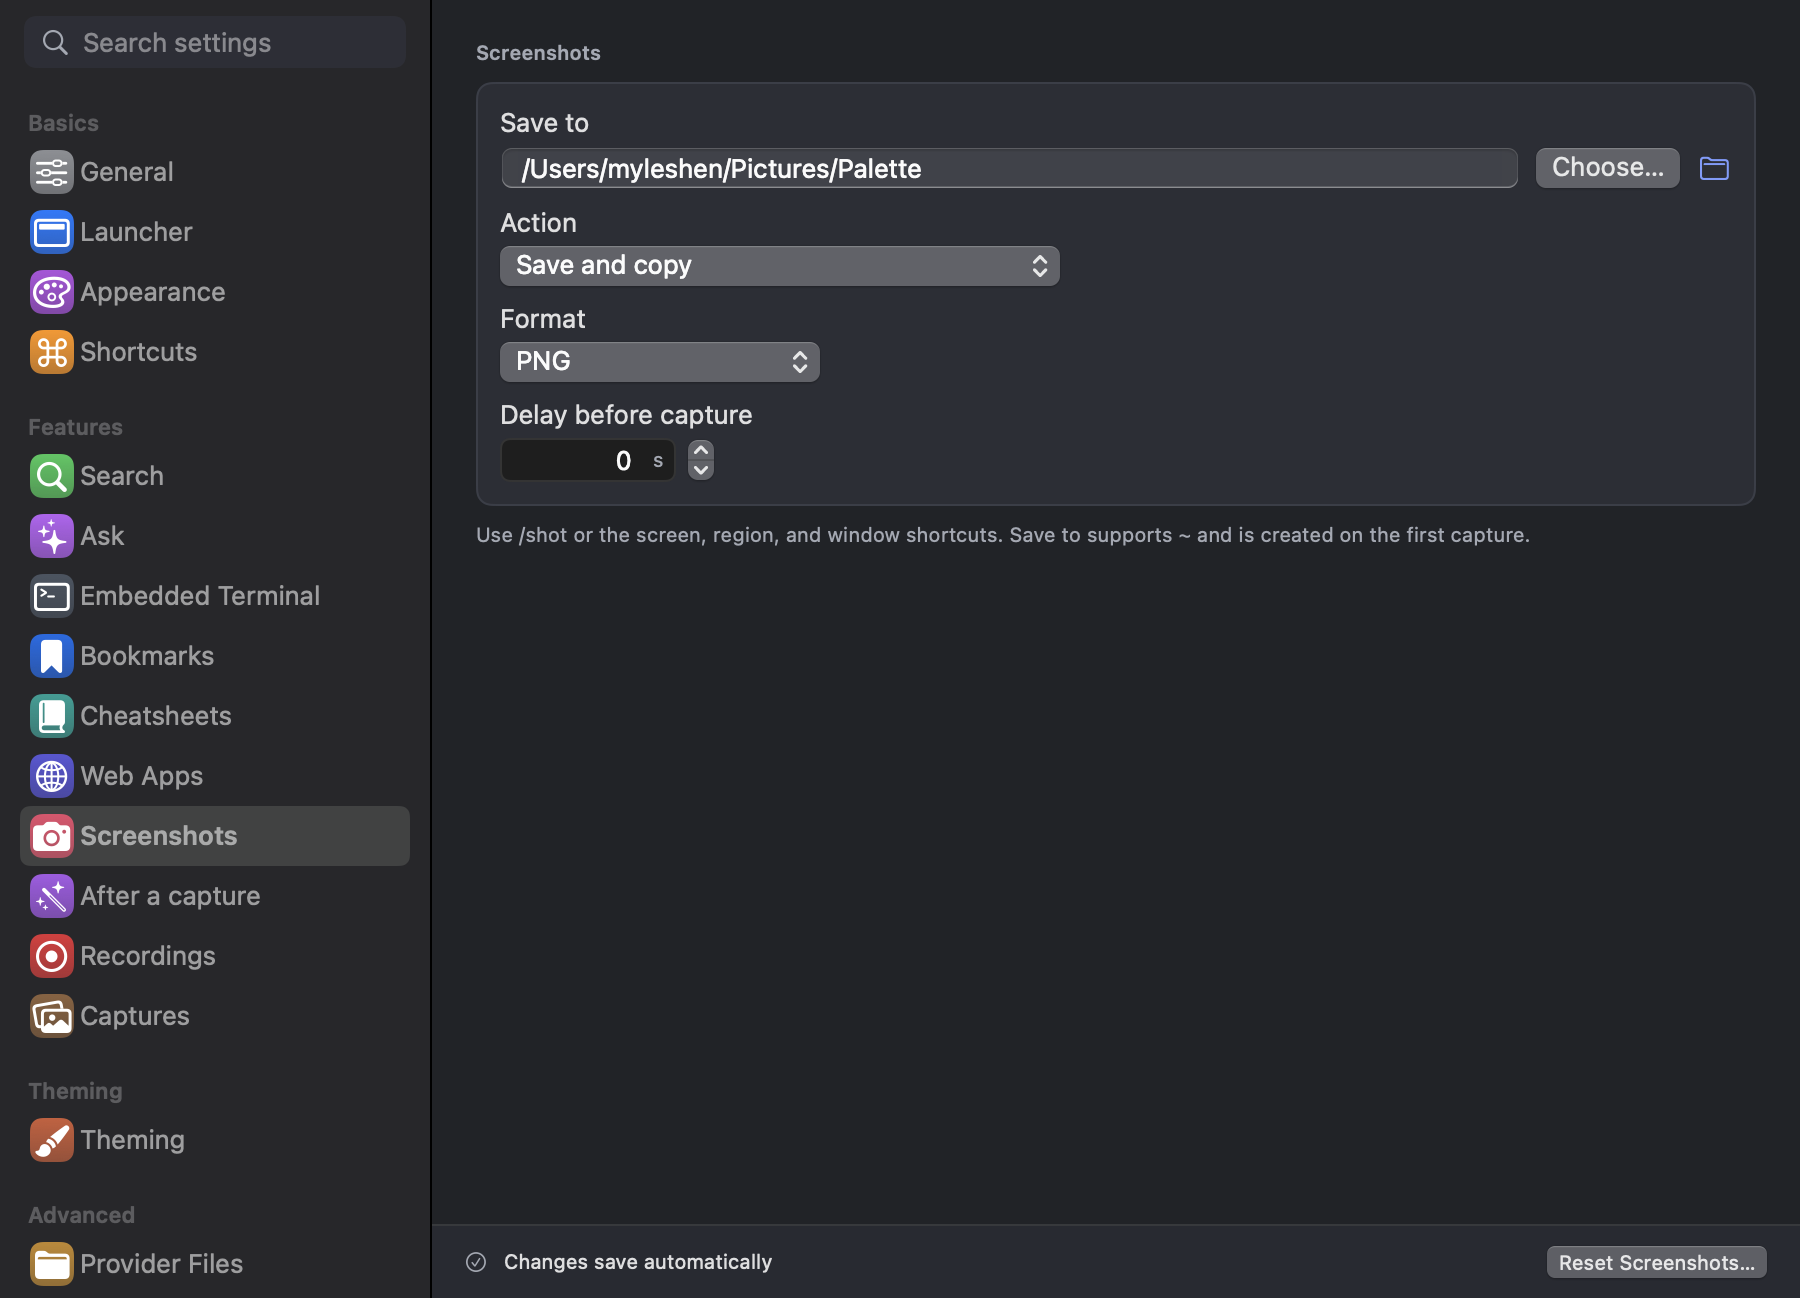 Search settings
Basics
General
Launcher
Appearance
Shortcuts
Features
Search
Ask
Embedded Terminal
Bookmarks
Cheatsheets
Web Apps
Screenshots
After a capture
Recordings
Captures
Theming
Theming
Advanced
Provider Files
Screenshots
Save to
/Users/myleshen/Pictures/Palette
Choose...
Action
Save and copy
Format
PNG
Delay before capture
0 s
Use /shot or the screen, region, and window shortcuts. Save to supports ~ and is created on the first capture.
Changes save automatically
Reset Screenshots...